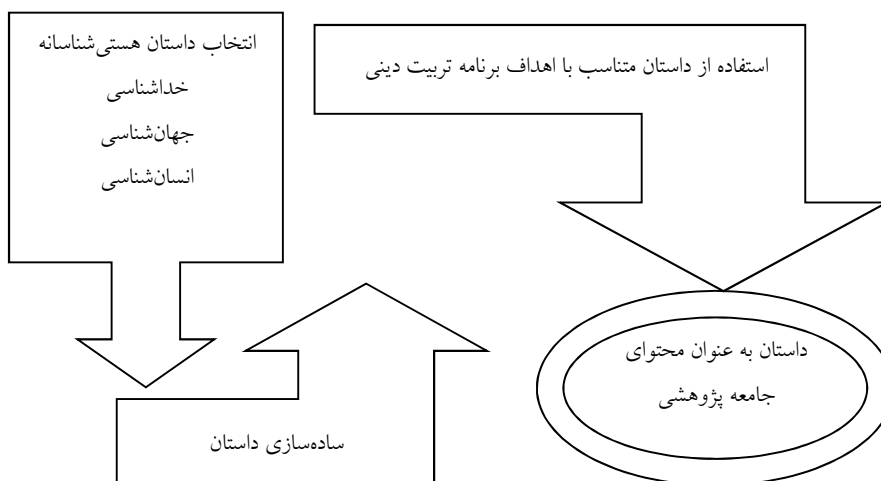 استفاده از داستان متناسب با اهداف برنامه تربیت دینی
انتخاب داستان هستی‌شناسانه
خداشناسی
جهان‌شناسی
انسان‌شناسی
داستان به عنوان محتوای
جامعه پژوهشی
ساده‌سازی داستان